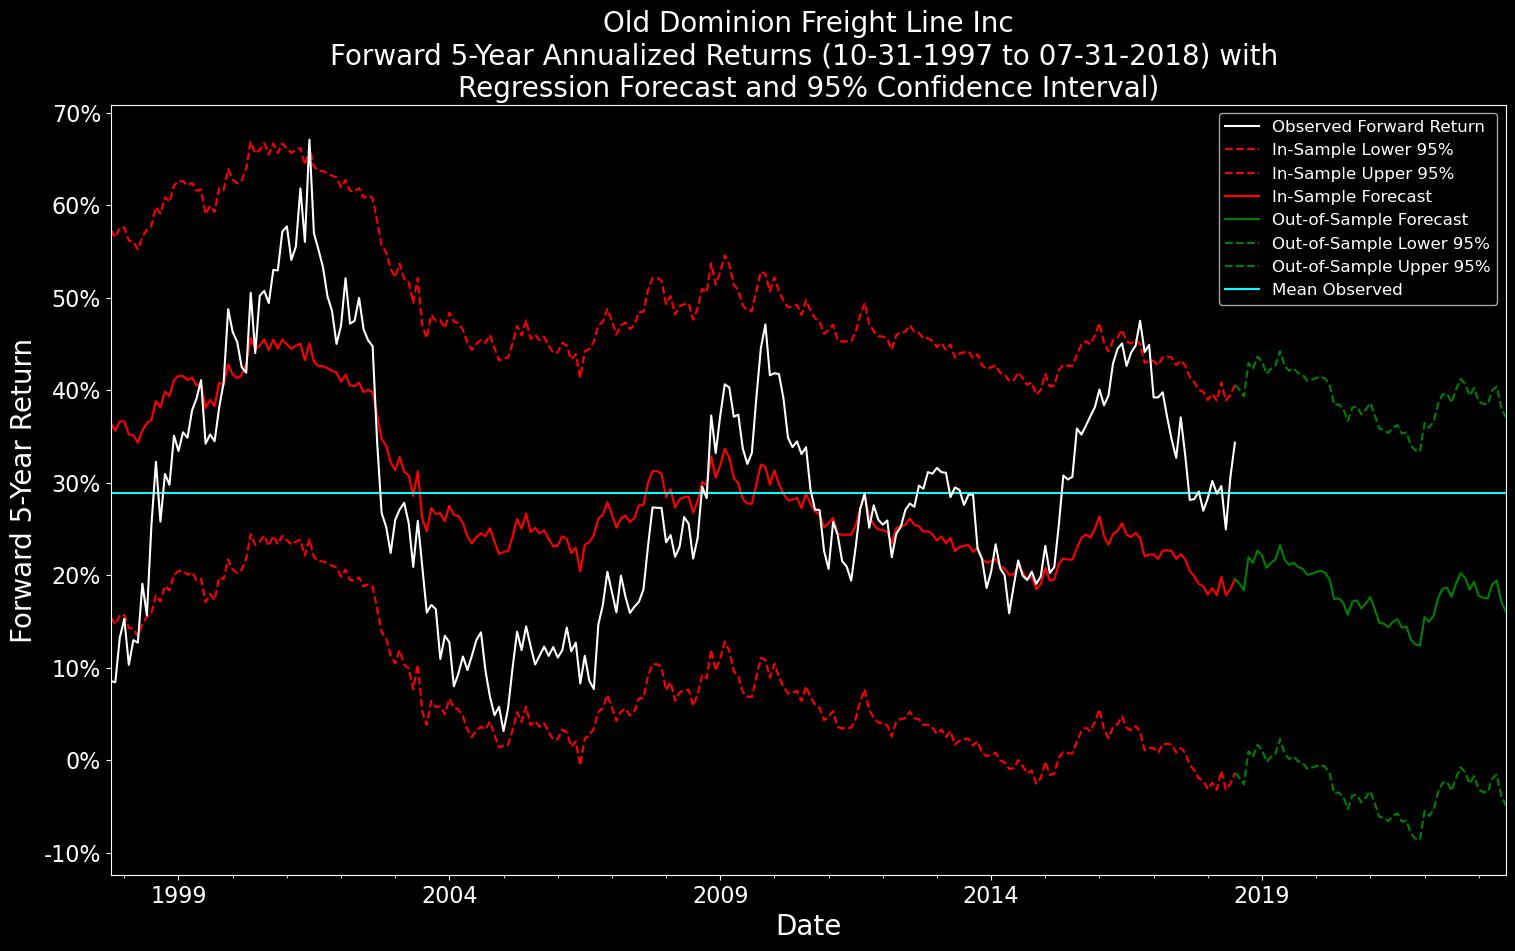 Old Dominion Freight Line Inc
Forward 5-Year Annualized Returns (10-31-1997 to 07-31-2018) with
Regression Forecast and 95% Confidence Interval)
Forward 5-Year Return
70%
60%
50%
40%
30%
20%
10%
0%
-10%
Observed Forward Return
In-Sample Lower 95%
In-Sample Upper 95%
In-Sample Forecast
Out-of-Sample Forecast
Out-of-Sample Lower 95%
Out-of-Sample Upper 95%
Mean Observed
1999
2004
2009
2014
2019
Date